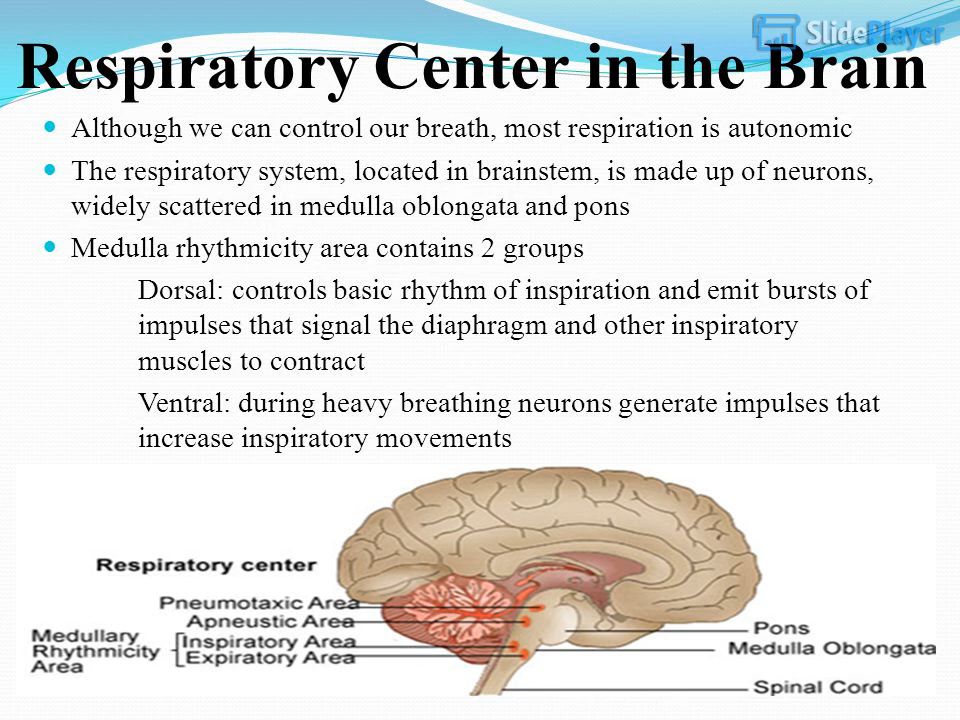 SlidePlayer
Respiratory Center in the Brain
Although we can control our breath, most respiration is autonomic
The respiratory system, located in brainstem, is made up of neurons,
widely scattered in medulla oblongata and pons
Medulla rhythmicity area contains 2 groups
Dorsal: controls basic rhythm of inspiration and emit bursts of
impulses that signal the diaphragm and other inspiratory
muscles to contract
Ventral: during heavy breathing neurons generate impulses that
increase inspiratory movements
Respiratory center
Pneumotaxic Area
Apneustic Area
Medullary
Rhythmicity
Area
Inspiratory Area
Expiratory Area
Pons
Medulla Oblongata
Spinal Cord